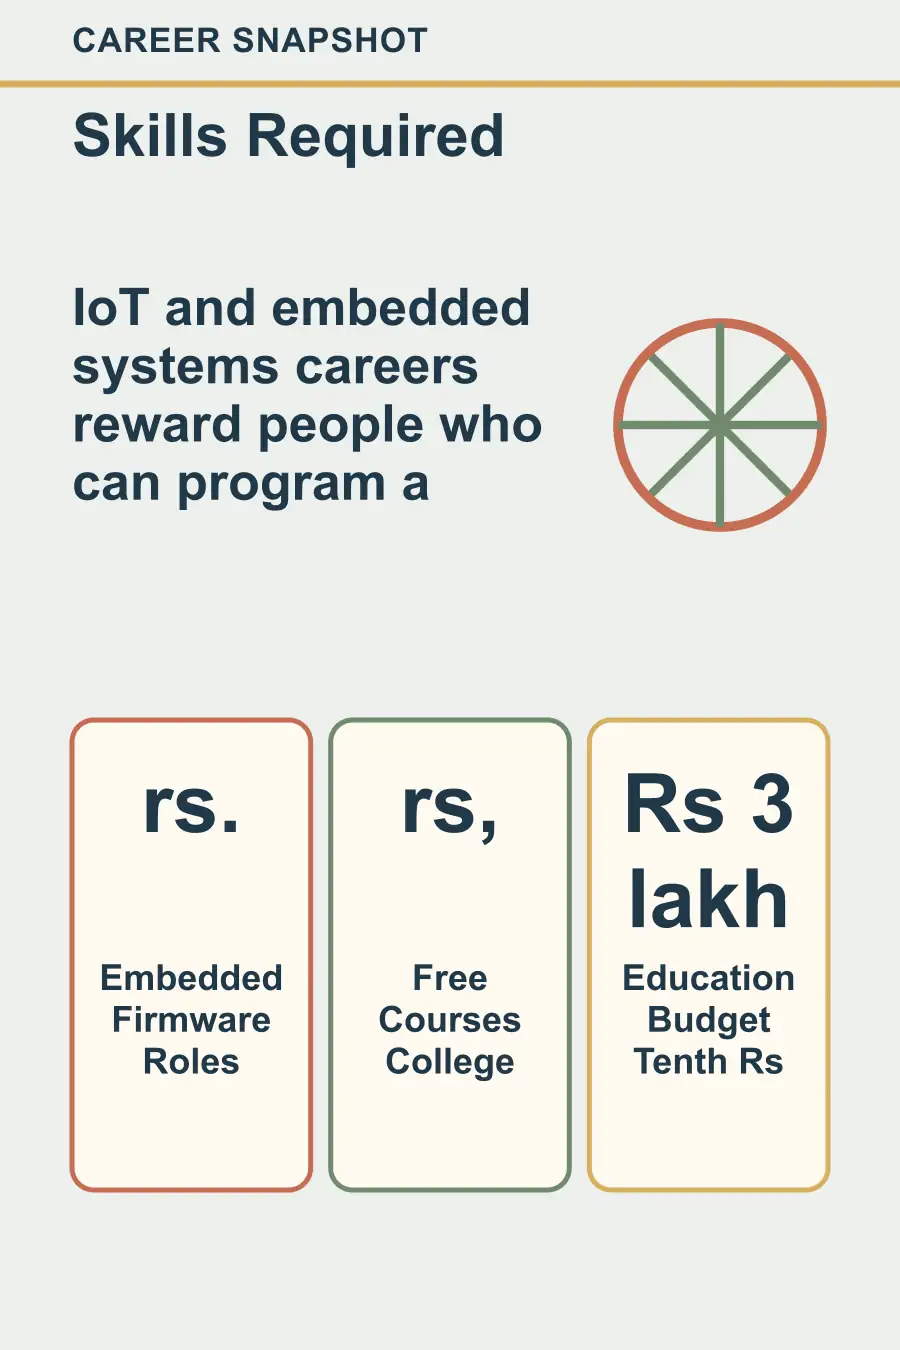 CAREER SNAPSHOT
Skills Required
IoT and embedded
systems careers
reward people who
can program a
rs.
Embedded
Firmware
Roles
rs,
Free
Courses
College
Rs 3
lakh
Education
Budget
Tenth Rs